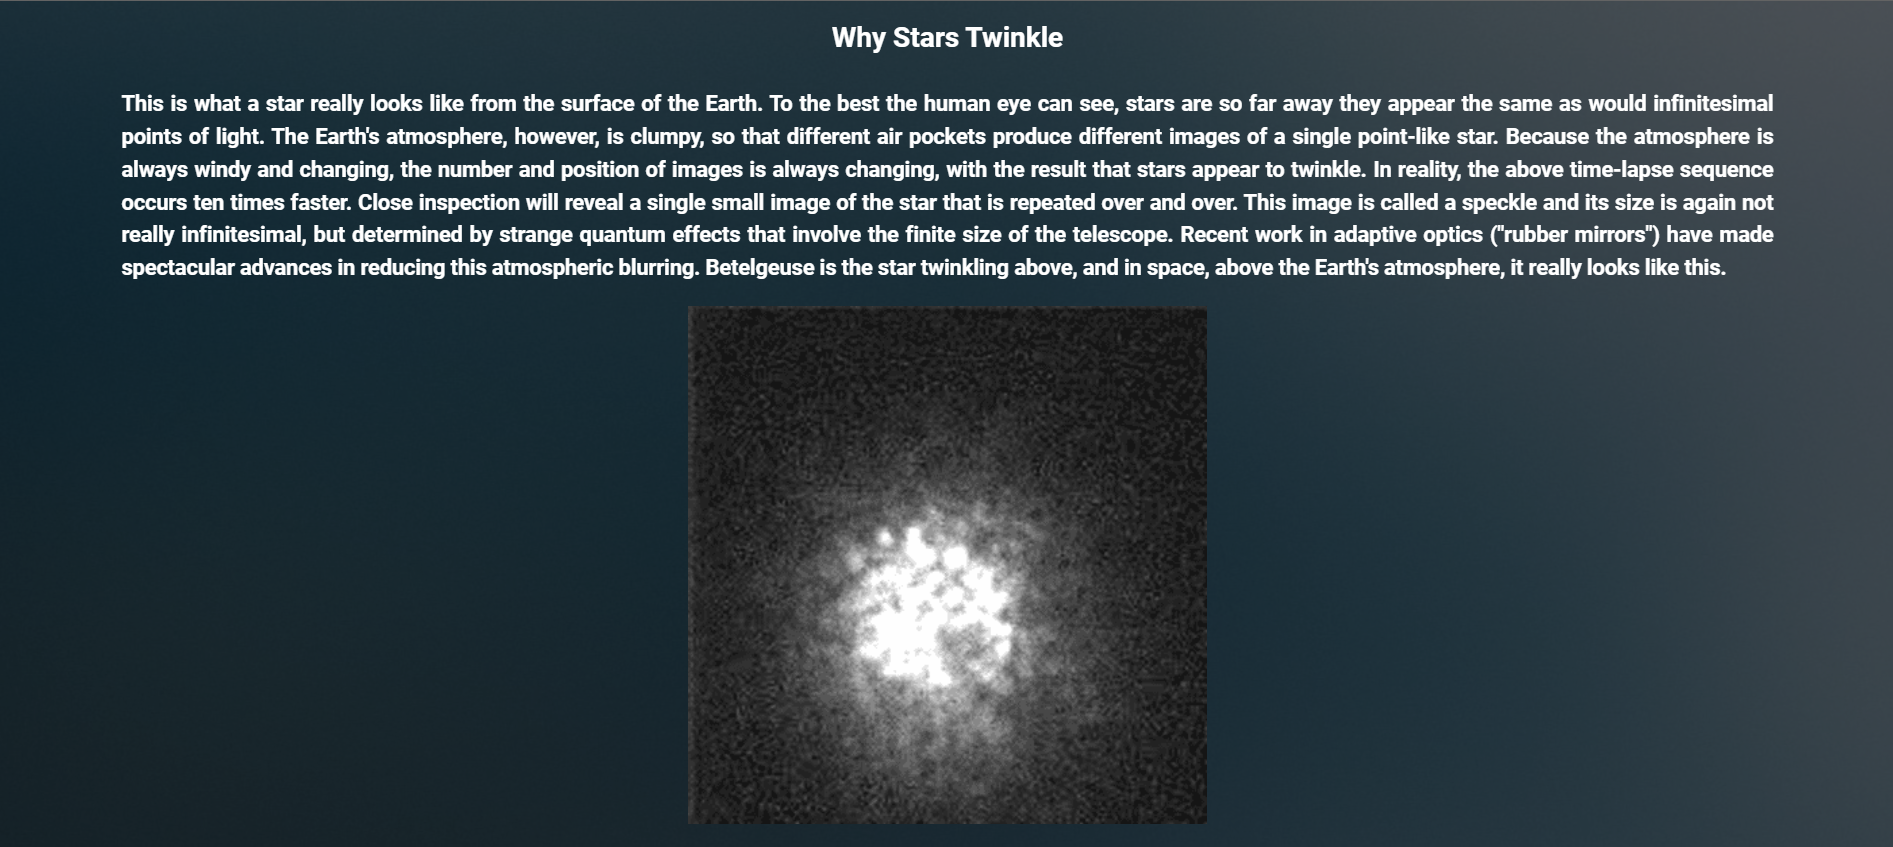 Why Stars Twinkle
This is what a star really looks like from the surface of the Earth. To the best the human eye can see, stars are so far away they appear the same as would infinitesimal
points of light. The Earth's atmosphere, however, is clumpy, so that different air pockets produce different images of a single point-like star. Because the atmosphere is
always windy and changing, the number and position of images is always changing, with the result that stars appear to twinkle. In reality, the above time-lapse sequence
occurs ten times faster. Close inspection will reveal a single small image of the star that is repeated over and over. This image is called a speckle and its size is again not
really infinitesimal, but determined by strange quantum effects that involve the finite size of the telescope. Recent work in adaptive optics ("rubber mirrors") have made
spectacular advances in reducing this atmospheric blurring. Betelgeuse is the star twinkling above, and in space, above the Earth's atmosphere, it really looks like this.